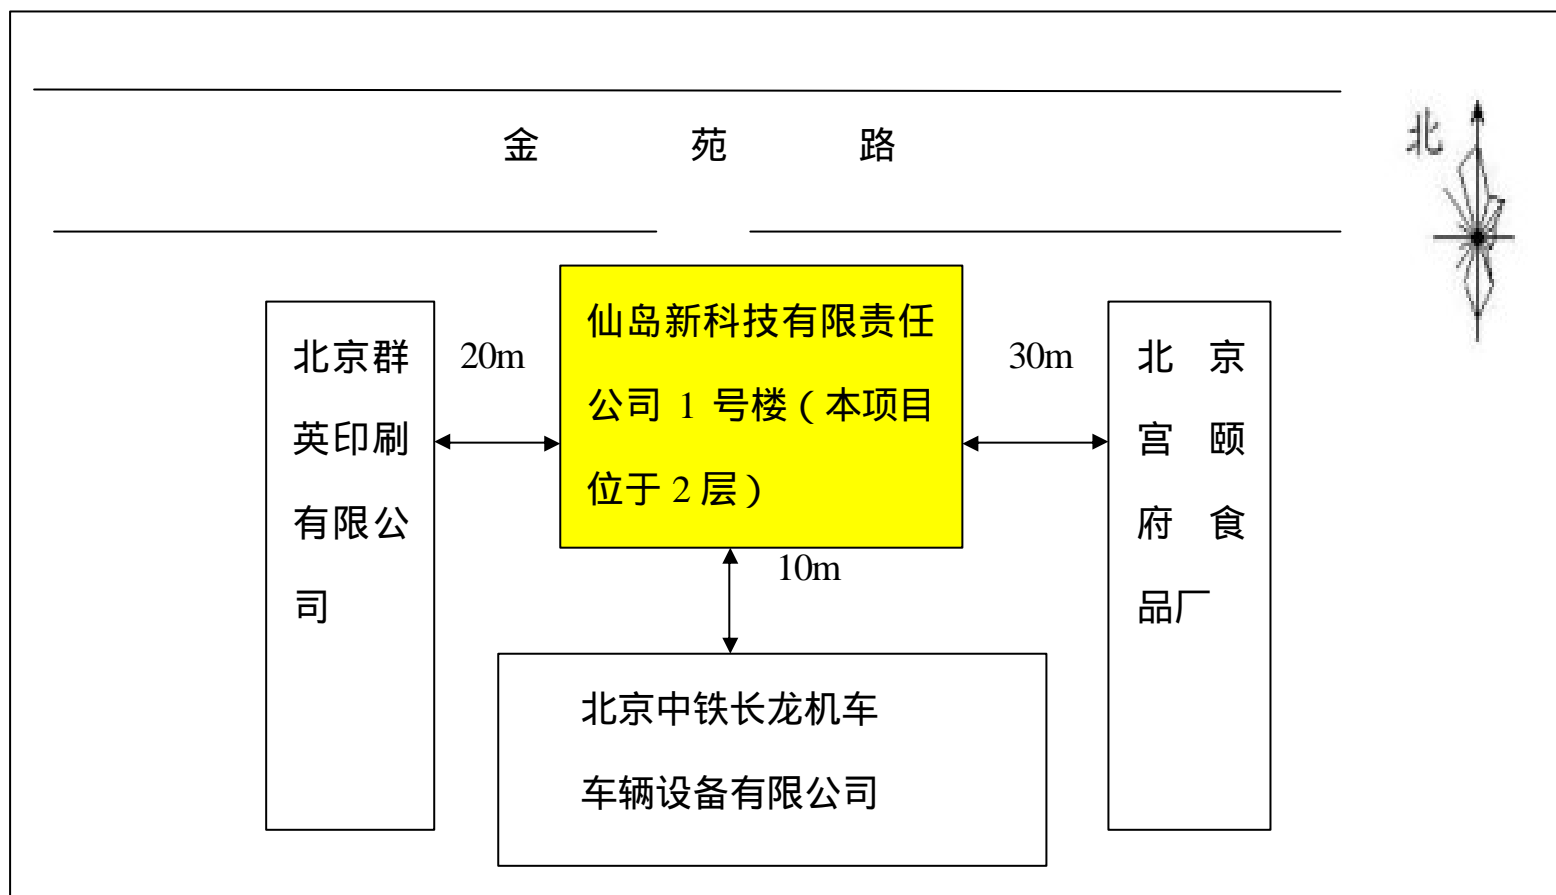 金 苑 路
北
北京群
英印刷
有限公
司
20m
仙岛新科技有限责任
公司 1 号楼（本项目
位于 2 层）
30m
北 京
宫 颐
府 食
品厂
10m
北京中铁长龙机车
车辆设备有限公司